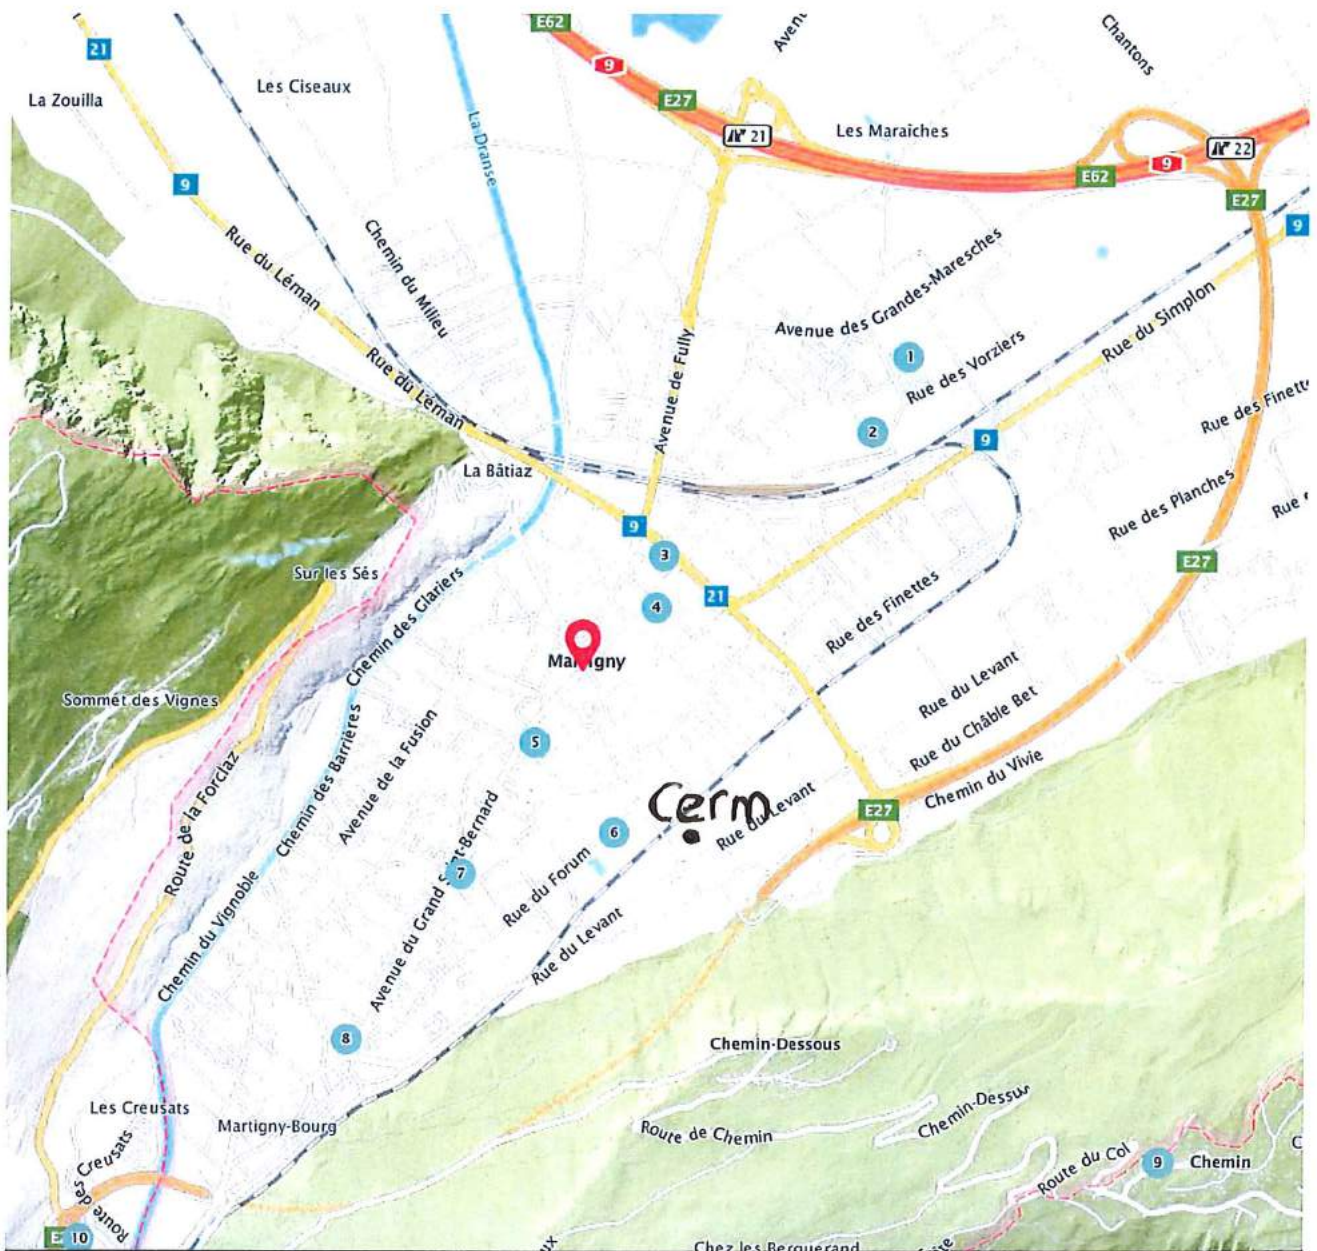 E62
Avenu
Chantons
21
9
La Zouilla
Les Ciseaux
La Dranse
E27
21
Les Maraîches
22
E62
9
E27
9
9
Rue du Léman
Chemin du Milieu
Avenue des Grandes-Maresches
1
Rue des Vorziers
Rue du Simplon
Rue du Léman
Avenue de Fully
2
9
Rue des Finette
La Bâtiaz
Rue des Planches
9
3
E27
Sur les Sés
Chemin des Glariers
4
21
Rue des Finettes
Martigny
Sommet des Vignes
Rue du Levant
Rue du Châble Bet
5
Avenue de la Fusion
Chemin des Barrières
Route de la Forclaz
Cerm
Rue du Levant
E27
Chemin du Vivie
6
7
Avenue du Grand Saint-Bernard
Rue du Forum
Chemin du Vignoble
Rue du Levant
8
Chemin-Dessous
Les Creusats
Martigny-Bourg
Route de Chemin
Chemin-Dessus
Route du Col
9
Chemin
C
Route des Creusats
E
10
Chez les Berguerand